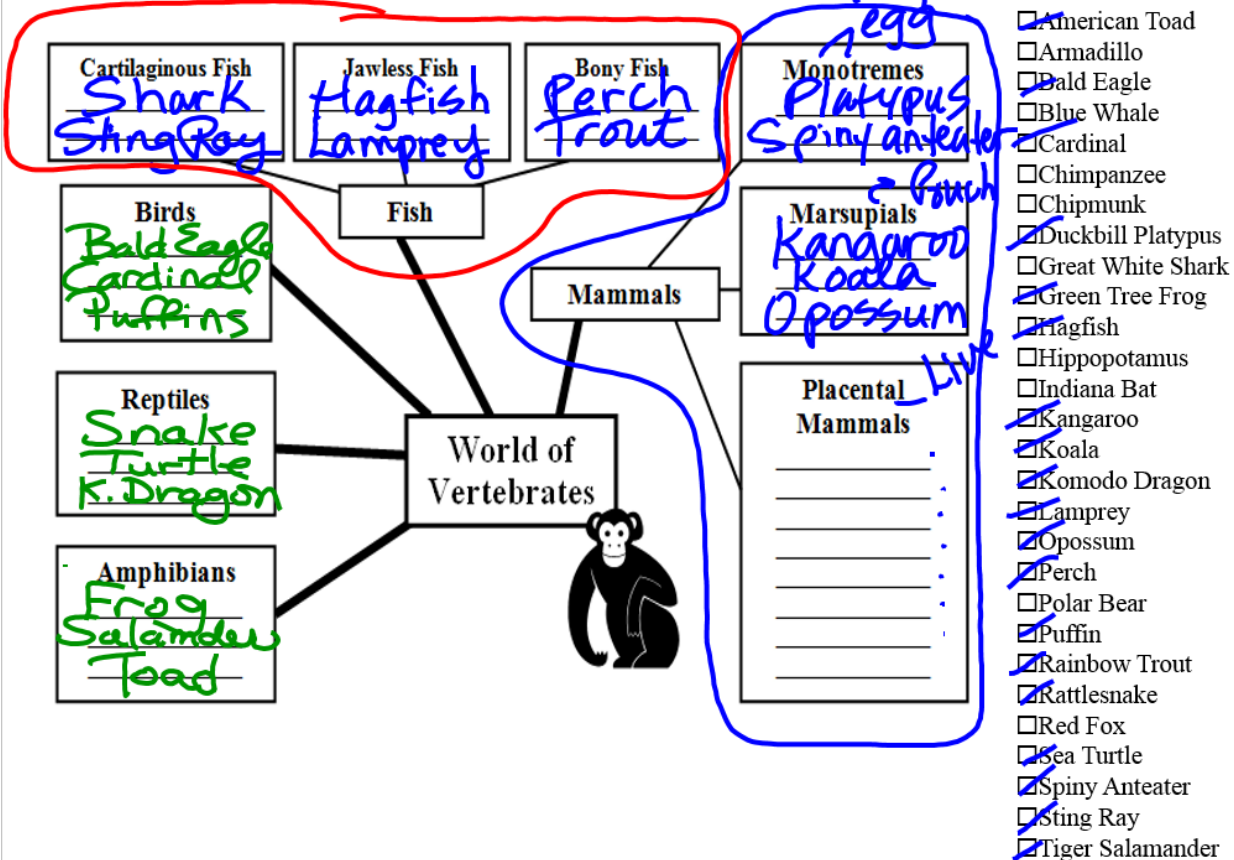 egg
Cartilaginous Fish
Shark
Sting Ray
Jawless Fish
Hagfish
Lamprey
Bony Fish
Perch
Trout
Monotremes
Platypus
Spiny anteater
Birds
Bald Eagle
Cardinal
Puffins
Fish
Pouch
Marsupials
Kangaroo
Koala
Opossum
Mammals
Live
Placental
Mammals
Reptiles
Snake
Turtle
K. Dragon
World of
Vertebrates
Amphibians
Frog
Salamder
Toad
American Toad
Armadillo
Bald Eagle
Blue Whale
Cardinal
Chimpanzee
Chipmunk
Duckbill Platypus
Great White Shark
Green Tree Frog
Hagfish
Hippopotamus
Indiana Bat
Kangaroo
Koala
Komodo Dragon
Lamprey
Opossum
Perch
Polar Bear
Puffin
Rainbow Trout
Rattlesnake
Red Fox
Sea Turtle
Spiny Anteater
Sting Ray
Tiger Salamander